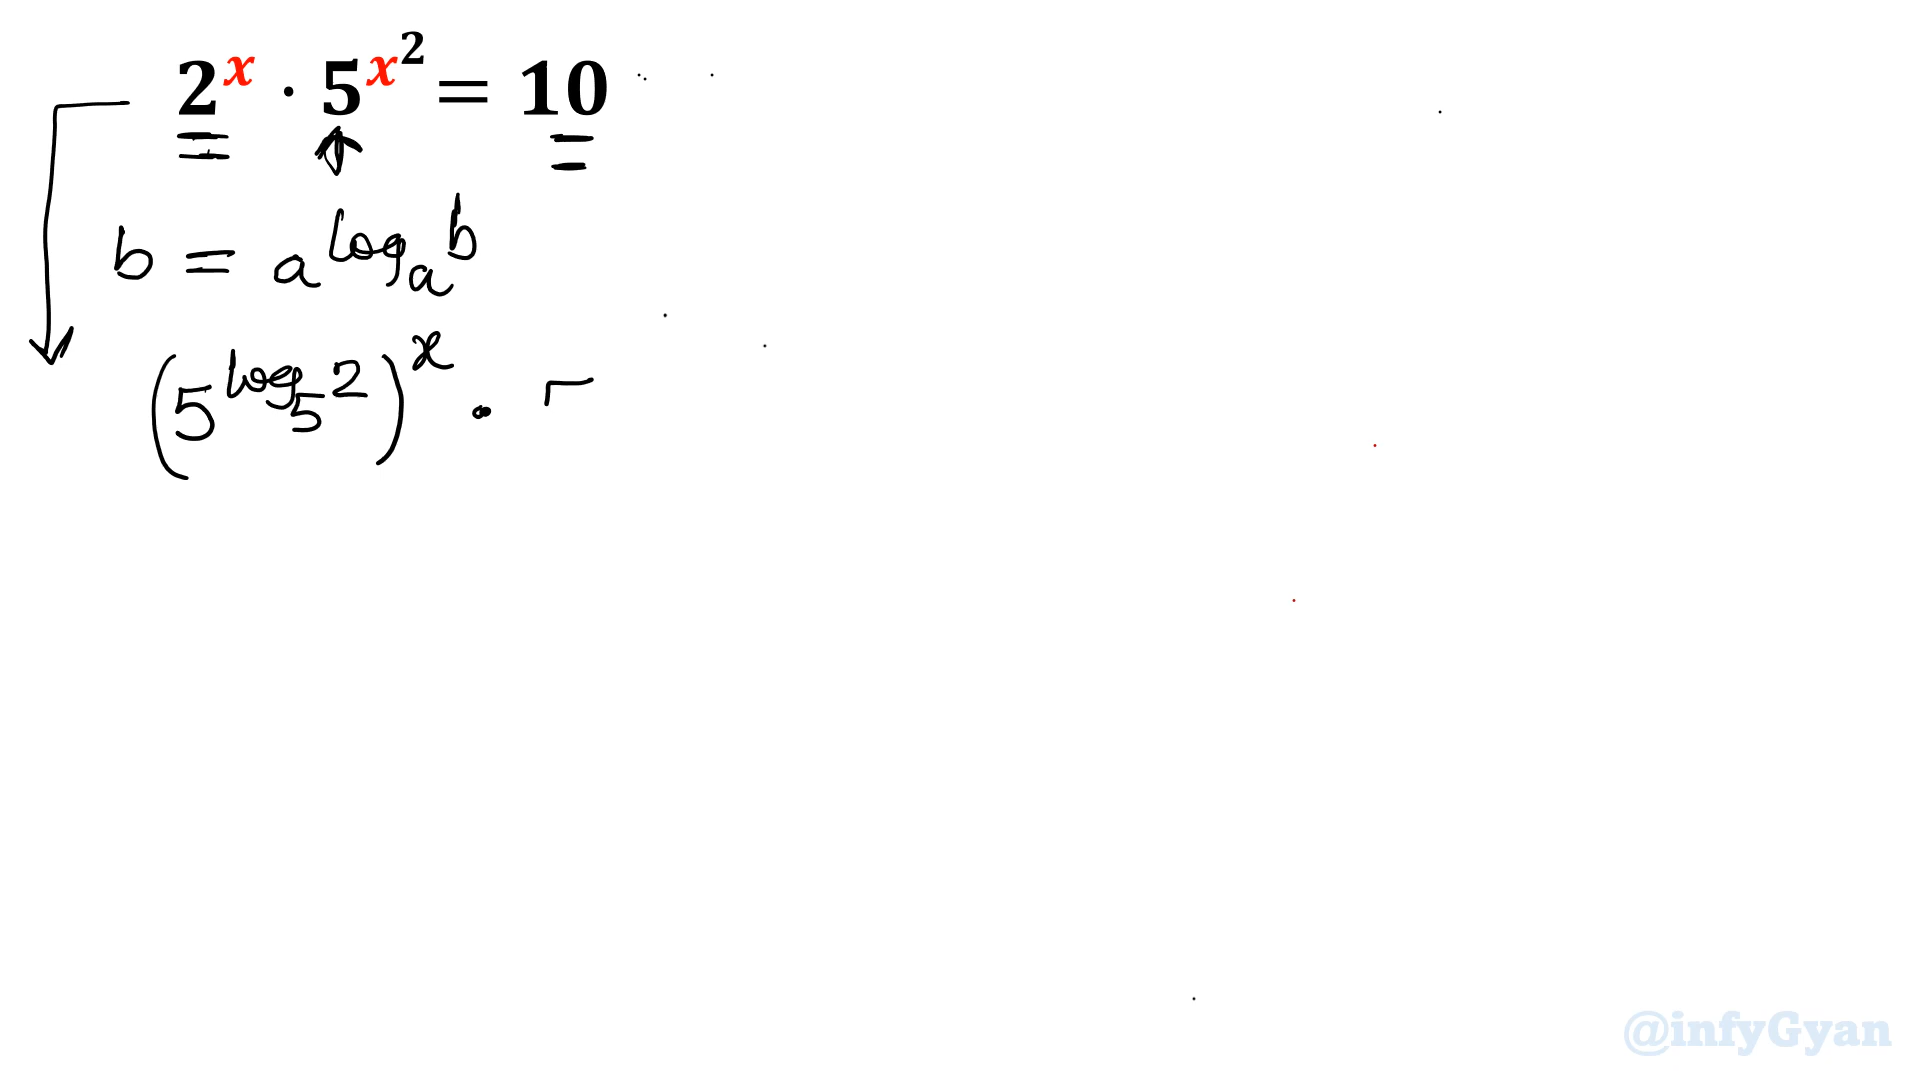 2^x · 5^x^2 = 10
b = a^log_a b
(5^log_5 2)^x ·
@infyGyan